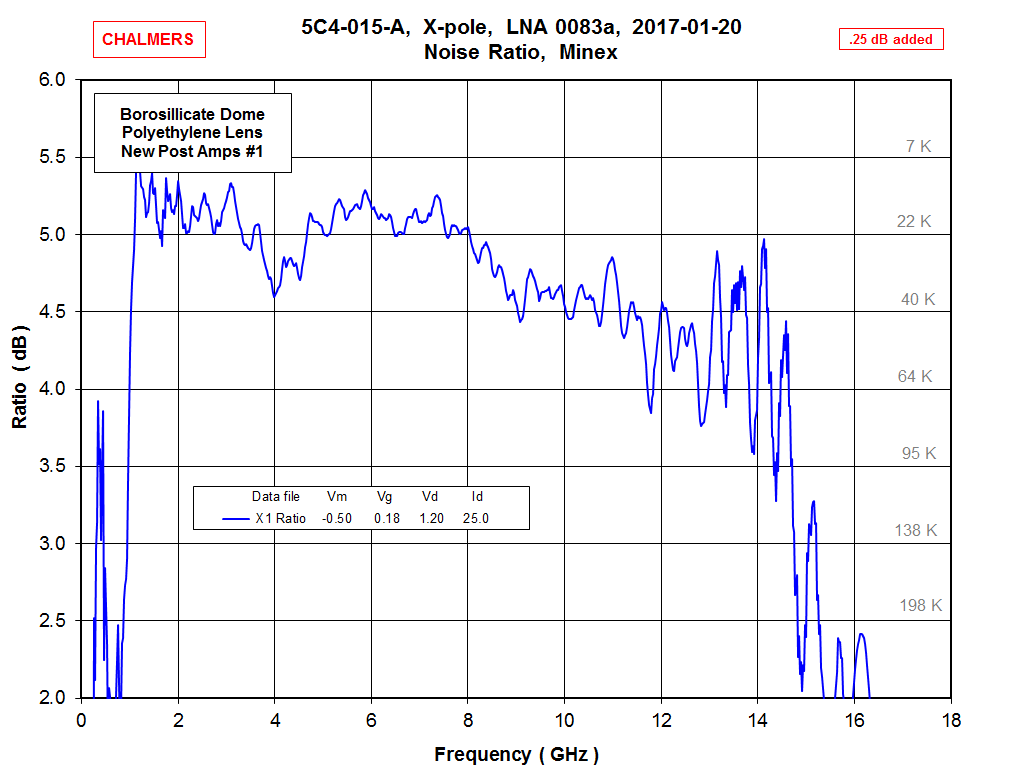 5C4-015-A, X-pole, LNA 0083a, 2017-01-20
Noise Ratio, Minex
CHALMERS
.25 dB added
Borosillicate Dome
Polyethylene Lens
New Post Amps #1
Ratio ( dB )
6.0
5.5
5.0
4.5
4.0
3.5
3.0
2.5
2.0
7 K
22 K
40 K
64 K
95 K
138 K
198 K
Data file Vm Vg Vd Id
X1 Ratio -0.50 0.18 1.20 25.0
0 2 4 6 8 10 12 14 16 18
Frequency ( GHz )